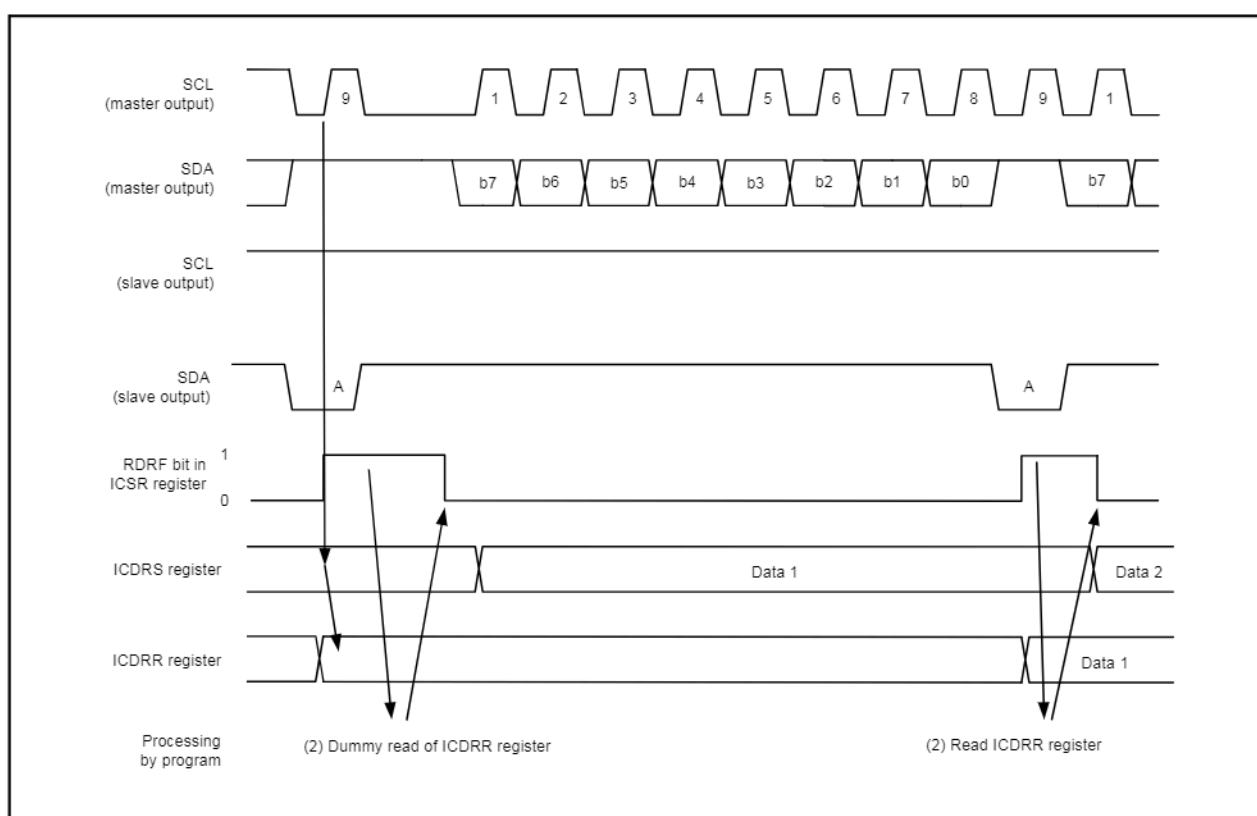 SCL
(master output)
9
1
2
3
4
5
6
7
8
9
1
SDA
(master output)
b7
b6
b5
b4
b3
b2
b1
b0
b7
SCL
(slave output)
SDA
(slave output)
A
A
RDRF bit in
ICSR register
1
0
ICDRS register
Data 1
Data 2
ICDRR register
Data 1
Processing
by program
(2) Dummy read of ICDRR register
(2) Read ICDRR register